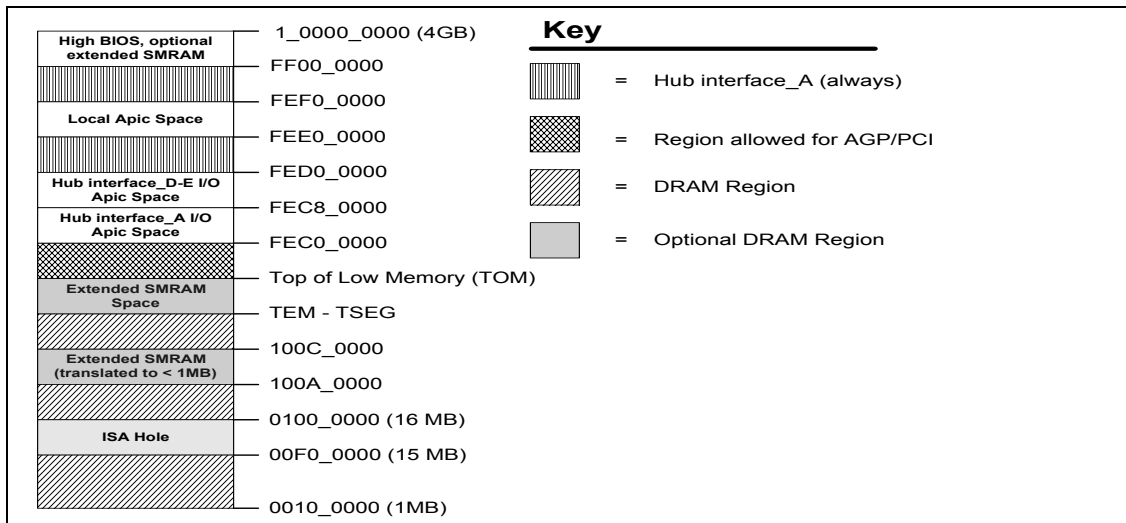 High BIOS, optional
extended SMRAM
Local Apic Space
Hub interface_D-E I/O
Apic Space
Hub interface_A I/O
Apic Space
Extended SMRAM
Space
Extended SMRAM
(translated to < 1MB)
ISA Hole
1_0000_0000 (4GB)
FF00_0000
FEF0_0000
FEE0_0000
FED0_0000
FEC8_0000
FEC0_0000
Top of Low Memory (TOM)
TEM - TSEG
100C_0000
100A_0000
0100_0000 (16 MB)
00F0_0000 (15 MB)
0010_0000 (1MB)
Key
= Hub interface_A (always)
= Region allowed for AGP/PCI
= DRAM Region
= Optional DRAM Region